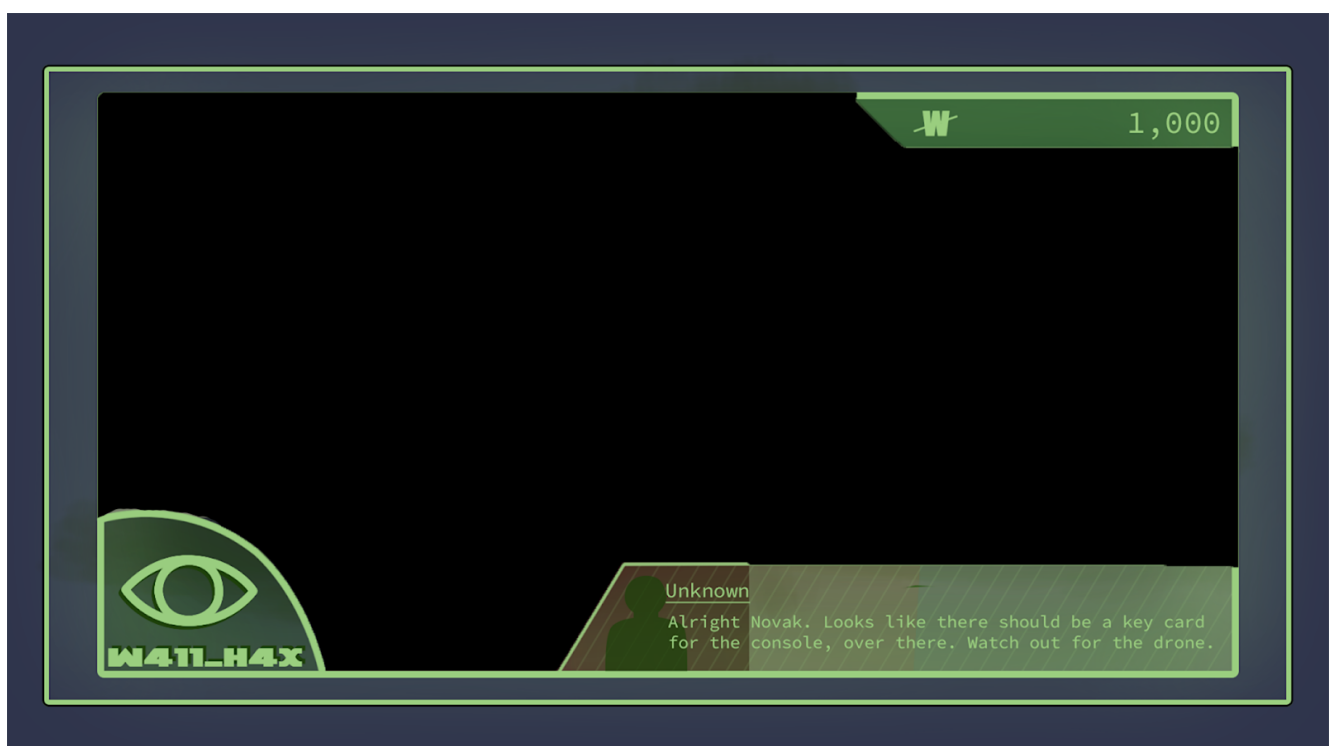 W 1,000
Unknown
Alright Novak. Looks like there should be a key card
for the console, over there. Watch out for the drone.
W411_H4X